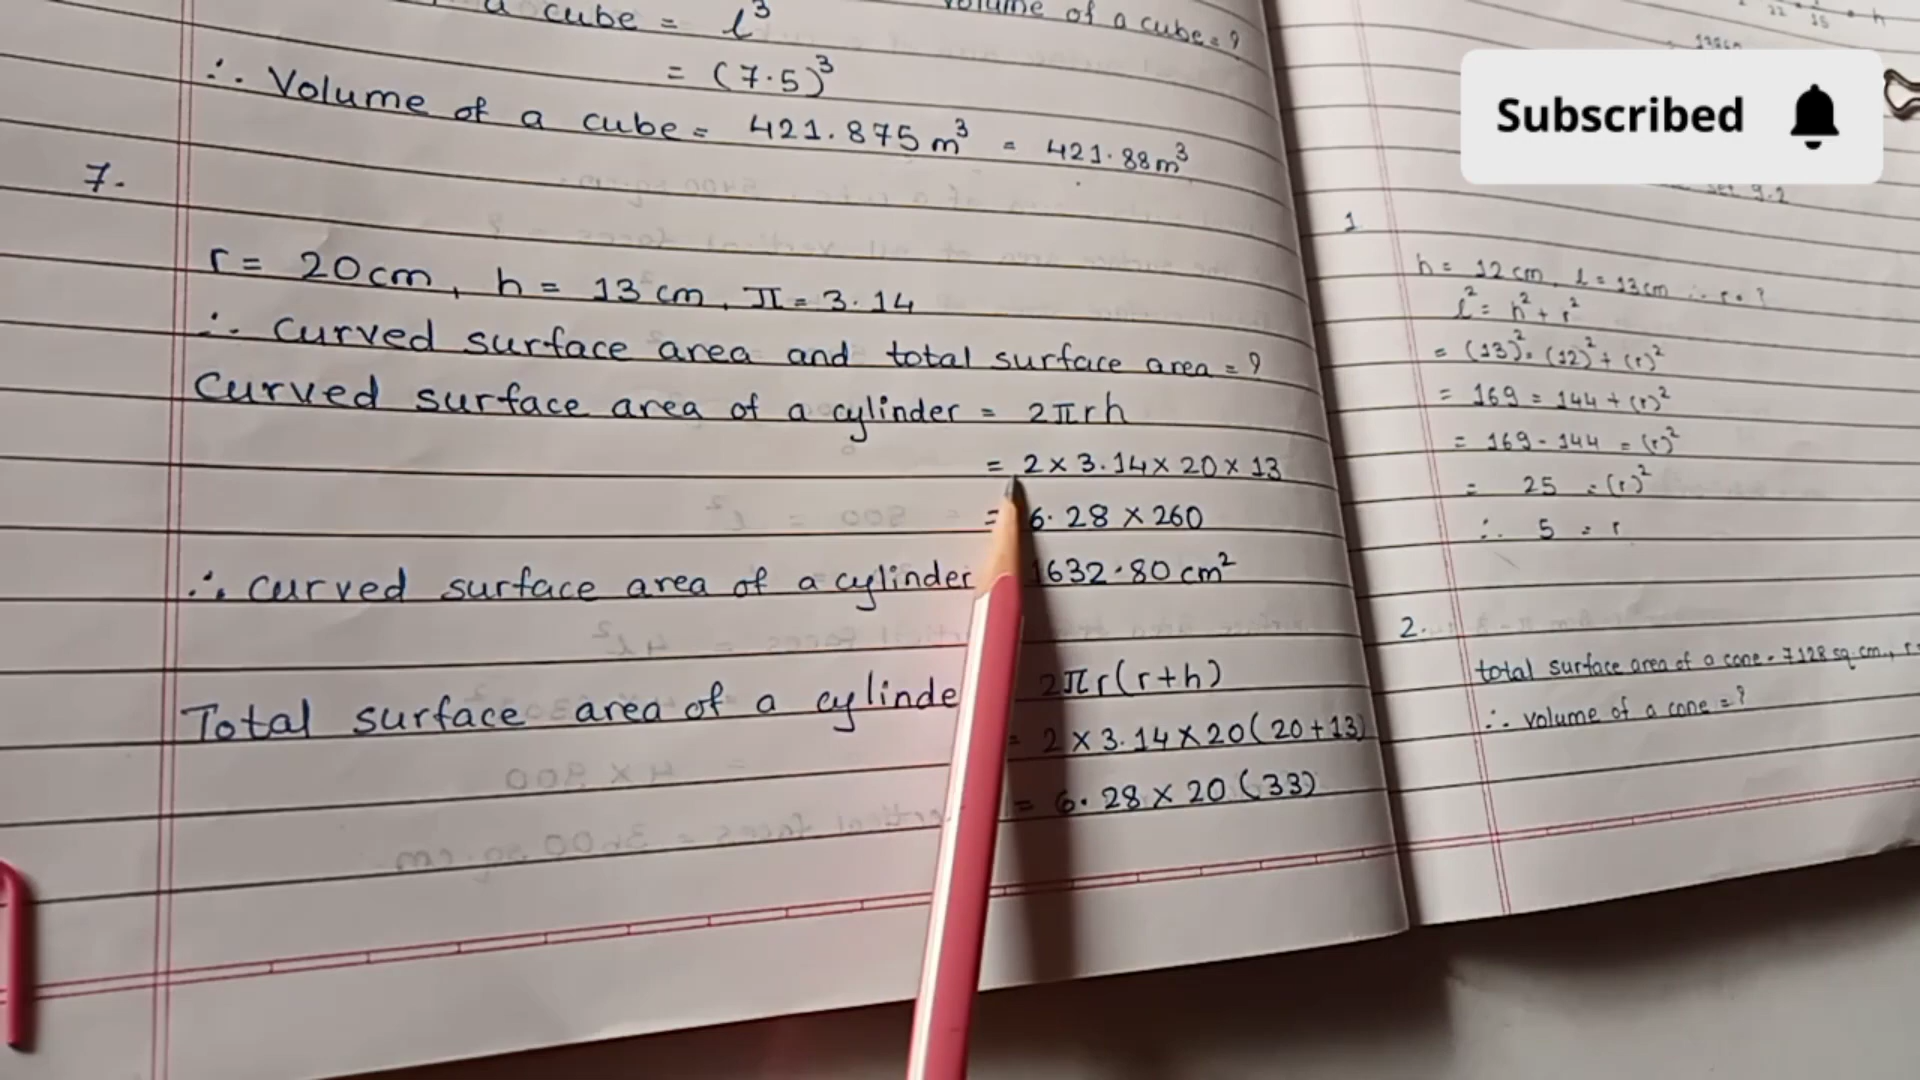 a cube = l³
= (7.5)³
∴ Volume of a cube = 421.875 m³ = 421.88 m³
7.
r = 20 cm, h = 13 cm, π = 3.14
∴ curved surface area and total surface area = ?
Curved surface area of a cylinder = 2πrh
= 2 × 3.14 × 20 × 13
= 6.28 × 260
∴ curved surface area of a cylinder 1632.80 cm²
Total surface area of a cylinde 2πr(r+h)
= 2 × 3.14 × 20(20+13)
= 6.28 × 20(33)
Volume of a cube = ?
Subscribed
set 9.2
1
h = 12 cm, l = 13 cm ∴ r = ?
l² = h² + r²
= (13)² = (12)² + (r)²
= 169 = 144 + (r)²
= 169 - 144 = (r)²
= 25 = (r)²
∴ 5 = r
2.
total surface area of a cone = 7128 sq.cm., r
∴ volume of a cone = ?